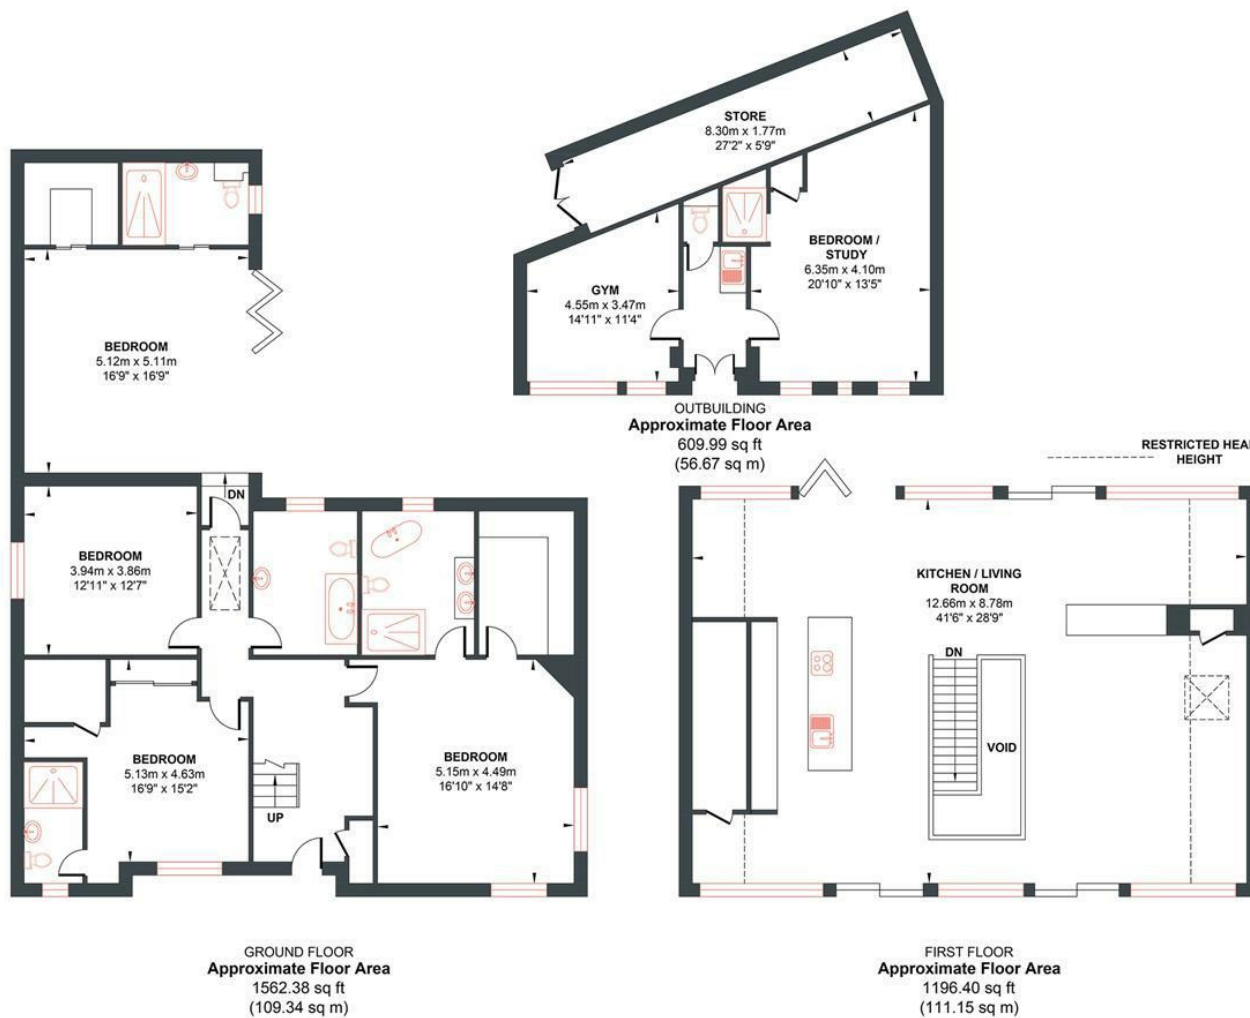 STORE
8.30m x 1.77m
27'2" x 5'9"
BEDROOM /
STUDY
6.35m x 4.10m
20'10" x 13'5"
GYM
4.55m x 3.47m
14'11" x 11'4"
OUTBUILDING
Approximate Floor Area
609.99 sq ft
(56.67 sq m)
BEDROOM
5.12m x 5.11m
16'9" x 16'9"
DN
BEDROOM
3.94m x 3.86m
12'11" x 12'7"
BEDROOM
5.13m x 4.63m
16'9" x 15'2"
UP
BEDROOM
5.15m x 4.49m
16'10" x 14'8"
GROUND FLOOR
Approximate Floor Area
1562.38 sq ft
(109.34 sq m)
RESTRICTED HEA
HEIGHT
KITCHEN / LIVING
ROOM
12.66m x 8.78m
41'6" x 28'9"
DN
VOID
FIRST FLOOR
Approximate Floor Area
1196.40 sq ft
(111.15 sq m)